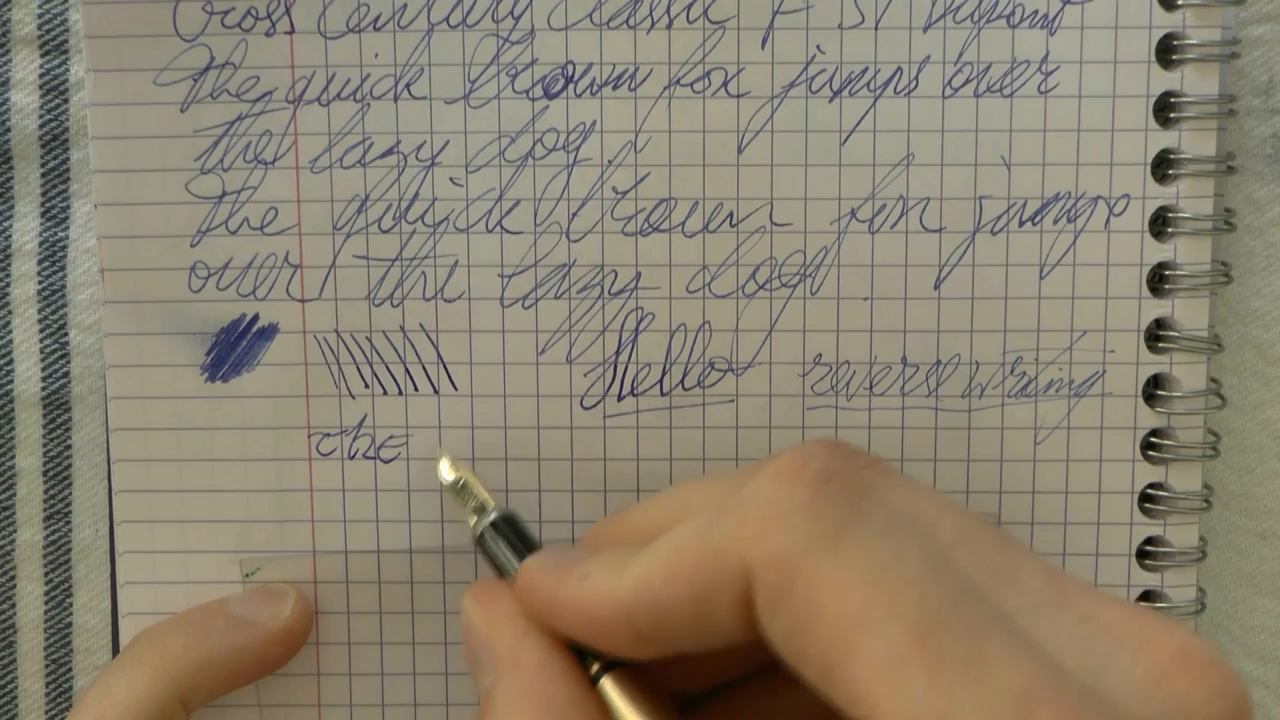 Cross Century Classic F ST Dupont
The quick brown fox jumps over
the lazy dog.
The quick brown fox jumps
over the lazy dog.
Hello reverse writing
the